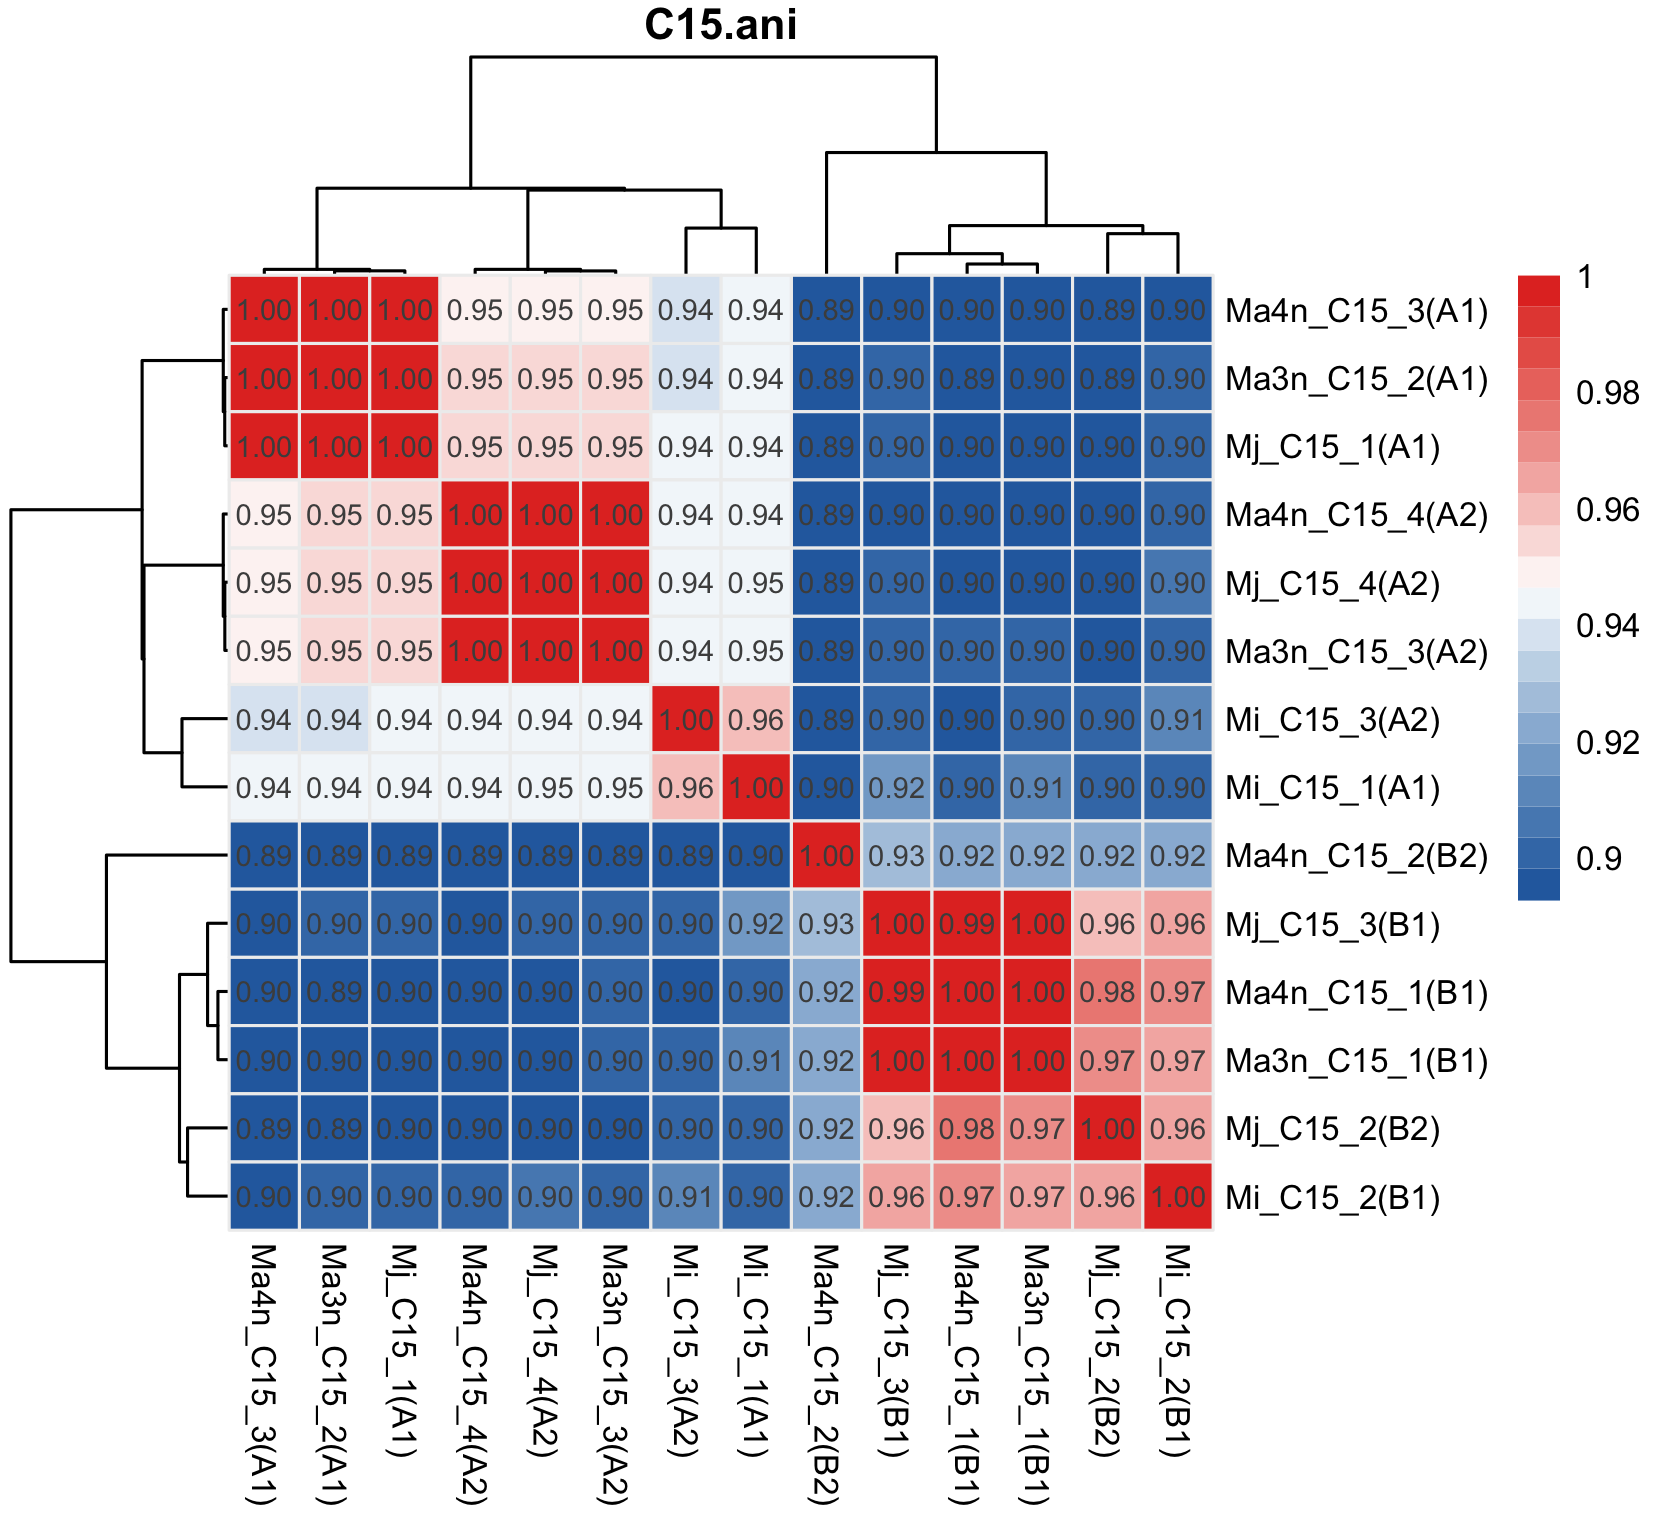 C15.ani
1.00 1.00 1.00 0.95 0.95 0.95 0.94 0.94 0.89 0.90 0.90 0.90 0.89 0.90 Ma4n_C15_3(A1)
1.00 1.00 1.00 0.95 0.95 0.95 0.94 0.94 0.89 0.90 0.89 0.90 0.89 0.90 Ma3n_C15_2(A1)
1.00 1.00 1.00 0.95 0.95 0.95 0.94 0.94 0.89 0.90 0.90 0.90 0.90 0.90 Mj_C15_1(A1)
0.95 0.95 0.95 1.00 1.00 1.00 0.94 0.94 0.89 0.90 0.90 0.90 0.90 0.90 Ma4n_C15_4(A2)
0.95 0.95 0.95 1.00 1.00 1.00 0.94 0.95 0.89 0.90 0.90 0.90 0.90 0.90 Mj_C15_4(A2)
0.95 0.95 0.95 1.00 1.00 1.00 0.94 0.95 0.89 0.90 0.90 0.90 0.90 0.90 Ma3n_C15_3(A2)
0.94 0.94 0.94 0.94 0.94 0.94 1.00 0.96 0.89 0.90 0.90 0.90 0.90 0.91 Mi_C15_3(A2)
0.94 0.94 0.94 0.94 0.95 0.95 0.96 1.00 0.90 0.92 0.90 0.91 0.90 0.90 Mi_C15_1(A1)
0.89 0.89 0.89 0.89 0.89 0.89 0.89 0.90 1.00 0.93 0.92 0.92 0.92 0.92 Ma4n_C15_2(B2)
0.90 0.90 0.90 0.90 0.90 0.90 0.90 0.92 0.93 1.00 0.99 1.00 0.96 0.96 Mj_C15_3(B1)
0.90 0.89 0.90 0.90 0.90 0.90 0.90 0.90 0.92 0.99 1.00 1.00 0.98 0.97 Ma4n_C15_1(B1)
0.90 0.90 0.90 0.90 0.90 0.90 0.90 0.91 0.92 1.00 1.00 1.00 0.97 0.97 Ma3n_C15_1(B1)
0.89 0.89 0.90 0.90 0.90 0.90 0.90 0.90 0.92 0.96 0.98 0.97 1.00 0.96 Mj_C15_2(B2)
0.90 0.90 0.90 0.90 0.90 0.90 0.91 0.90 0.92 0.96 0.97 0.97 0.96 1.00 Mi_C15_2(B1)
Ma4n_C15_3(A1)
Ma3n_C15_2(A1)
Mj_C15_1(A1)
Ma4n_C15_4(A2)
Mj_C15_4(A2)
Ma3n_C15_3(A2)
Mi_C15_3(A2)
Mi_C15_1(A1)
Ma4n_C15_2(B2)
Mj_C15_3(B1)
Ma4n_C15_1(B1)
Ma3n_C15_1(B1)
Mj_C15_2(B2)
Mi_C15_2(B1)
1
0.98
0.96
0.94
0.92
0.9